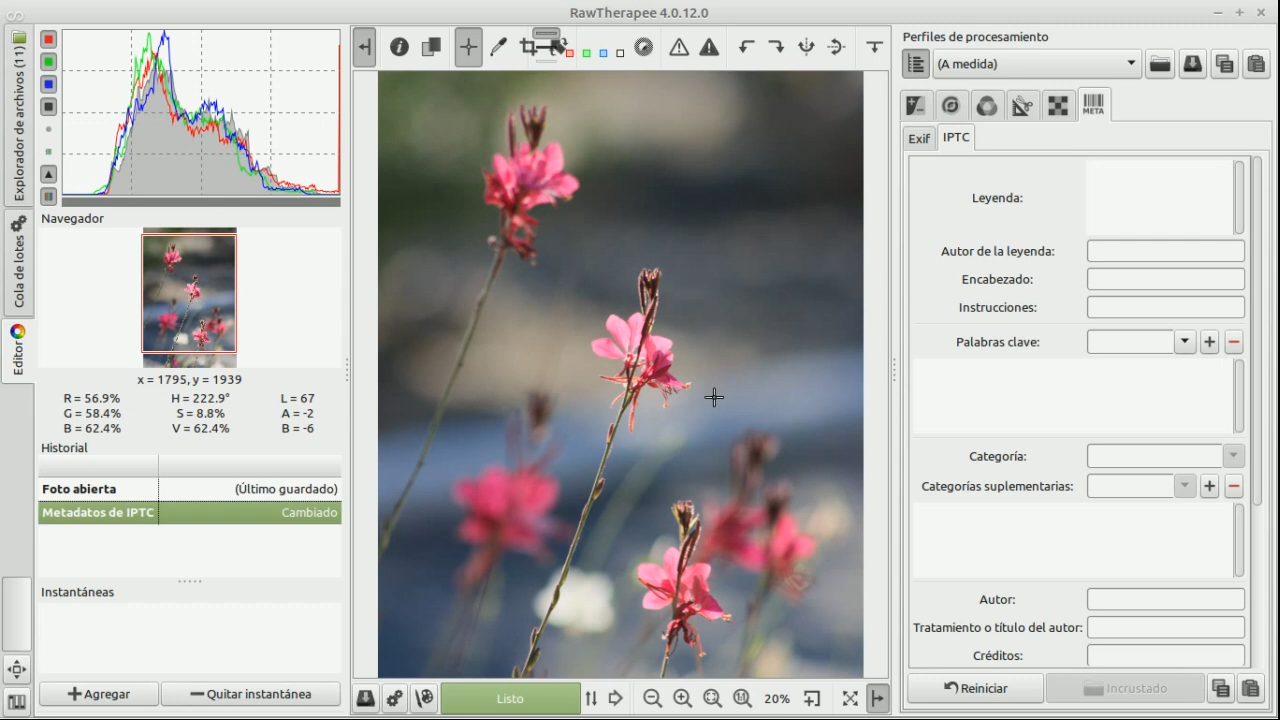 RawTherapee 4.0.12.0
Explorador de archivos (11)
Cola de lotes
Editor
Navegador
x = 1795, y = 1939
R = 56.9% H = 222.9° L = 67
G = 58.4% S = 8.8% A = -2
B = 62.4% V = 62.4% B = -6
Historial
Foto abierta (Último guardado)
Metadatos de IPTC Cambiado
Instantáneas
Agregar Quitar instantánea
Listo 20%
Perfiles de procesamiento
(A medida)
META
Exif IPTC
Leyenda:
Autor de la leyenda:
Encabezado:
Instrucciones:
Palabras clave:
Categoría:
Categorías suplementarias:
Autor:
Tratamiento o título del autor:
Créditos:
Reiniciar Incrustado